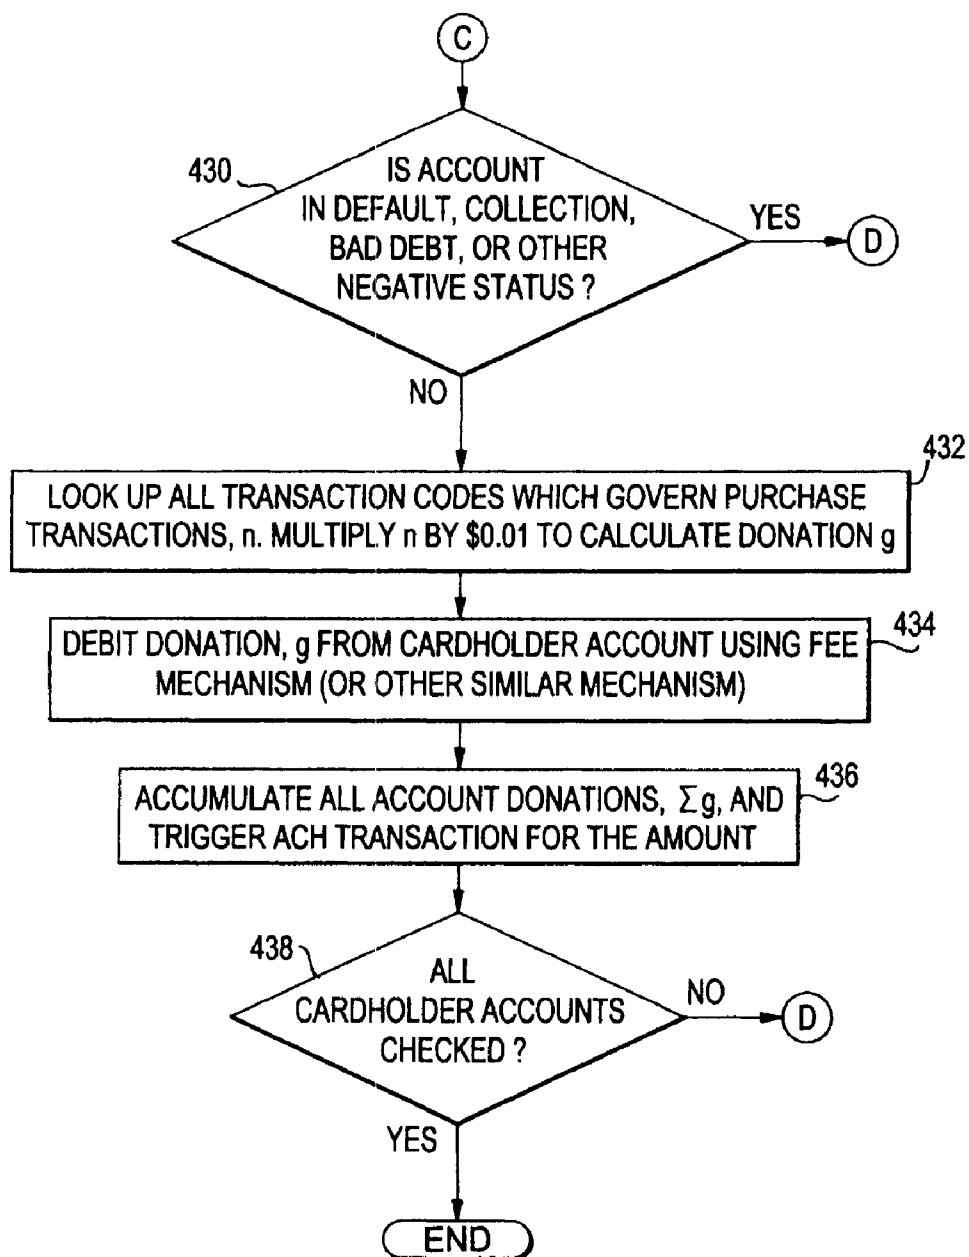 C
430
IS ACCOUNT
IN DEFAULT, COLLECTION,
BAD DEBT, OR OTHER
NEGATIVE STATUS ?
YES
D
NO
432
LOOK UP ALL TRANSACTION CODES WHICH GOVERN PURCHASE
TRANSACTIONS, n. MULTIPLY n BY $0.01 TO CALCULATE DONATION g
434
DEBIT DONATION, g FROM CARDHOLDER ACCOUNT USING FEE
MECHANISM (OR OTHER SIMILAR MECHANISM)
436
ACCUMULATE ALL ACCOUNT DONATIONS, Σg, AND
TRIGGER ACH TRANSACTION FOR THE AMOUNT
438
ALL
CARDHOLDER ACCOUNTS
CHECKED ?
NO
D
YES
END